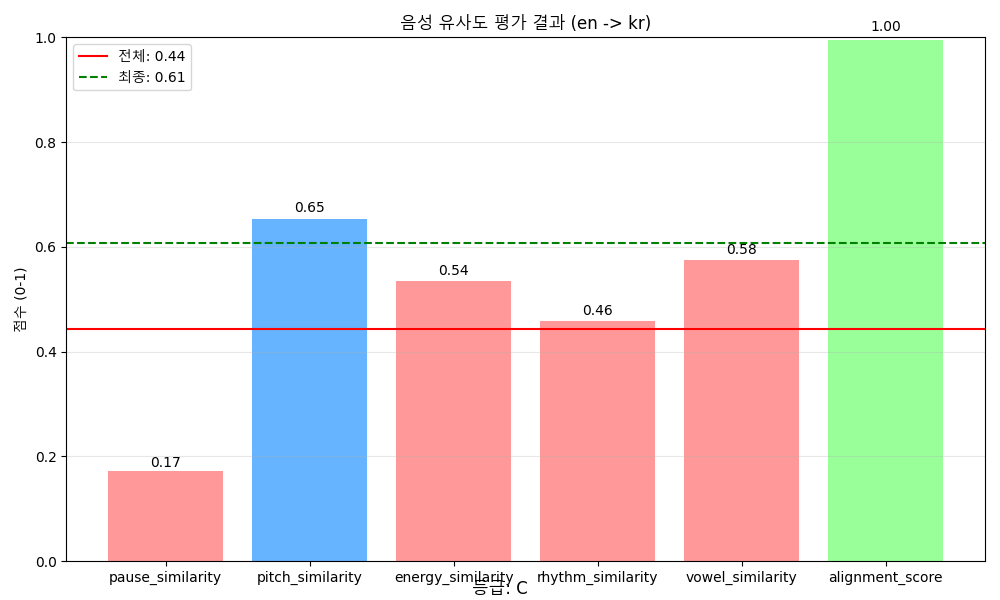 음성 유사도 평가 결과 (en -> kr)
전체: 0.44
최종: 0.61
점수 (0-1)
1.0
0.8
0.6
0.4
0.2
0.0
0.17
0.65
0.54
0.46
0.58
1.00
pause_similarity
pitch_similarity
energy_similarity
rhythm_similarity
vowel_similarity
alignment_score
등급: C